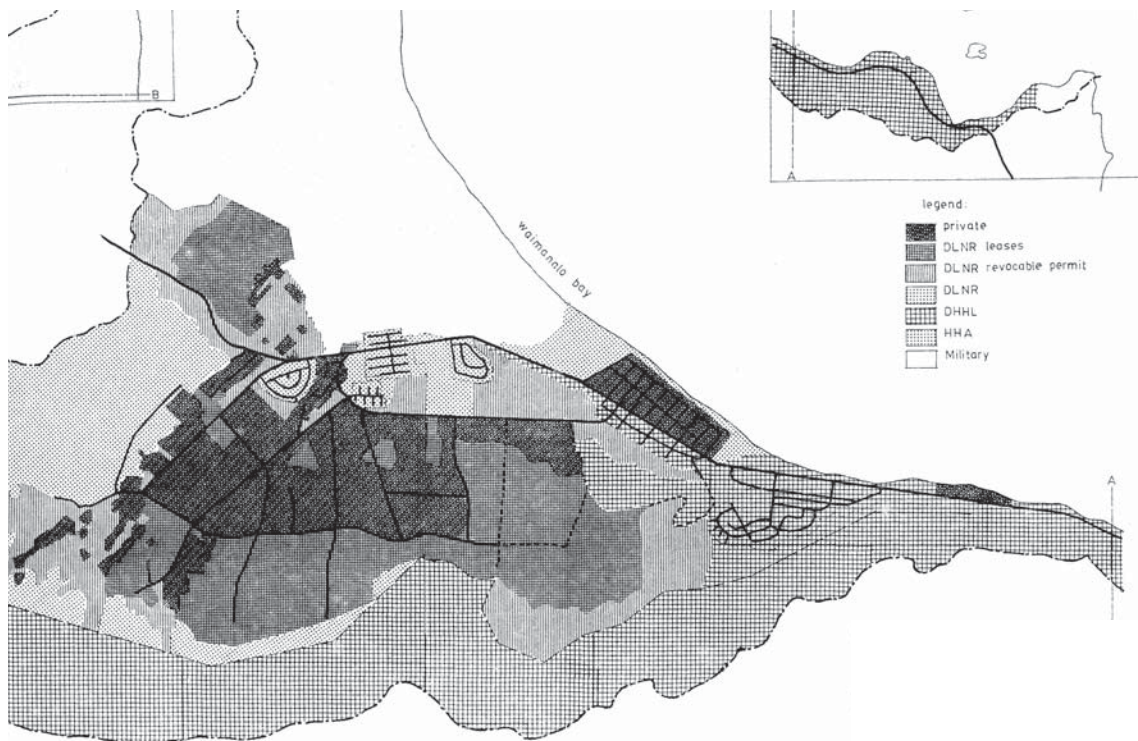 B
A
legend:
private
DLNR leases
DLNR revocable permit
DLNR
DHHL
HHA
Military
waimanalo bay
A